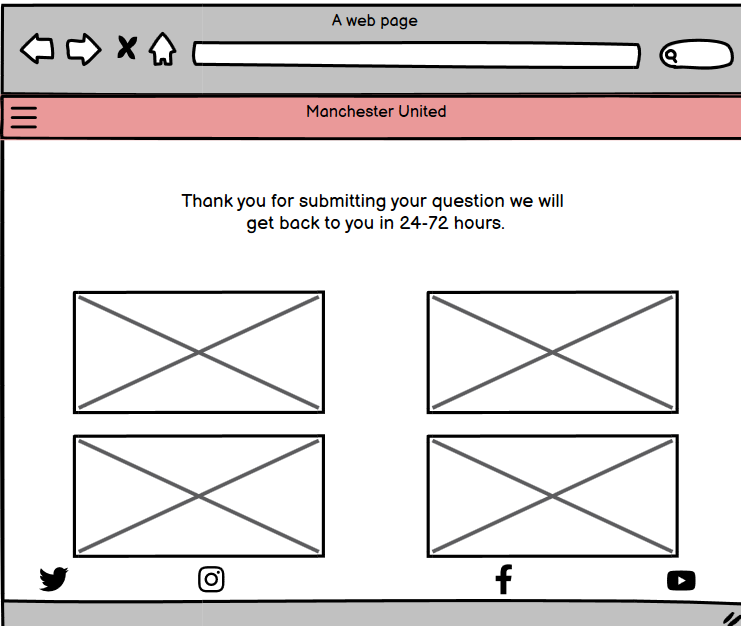 A web page
Manchester United
Thank you for submitting your question we will
get back to you in 24-72 hours.